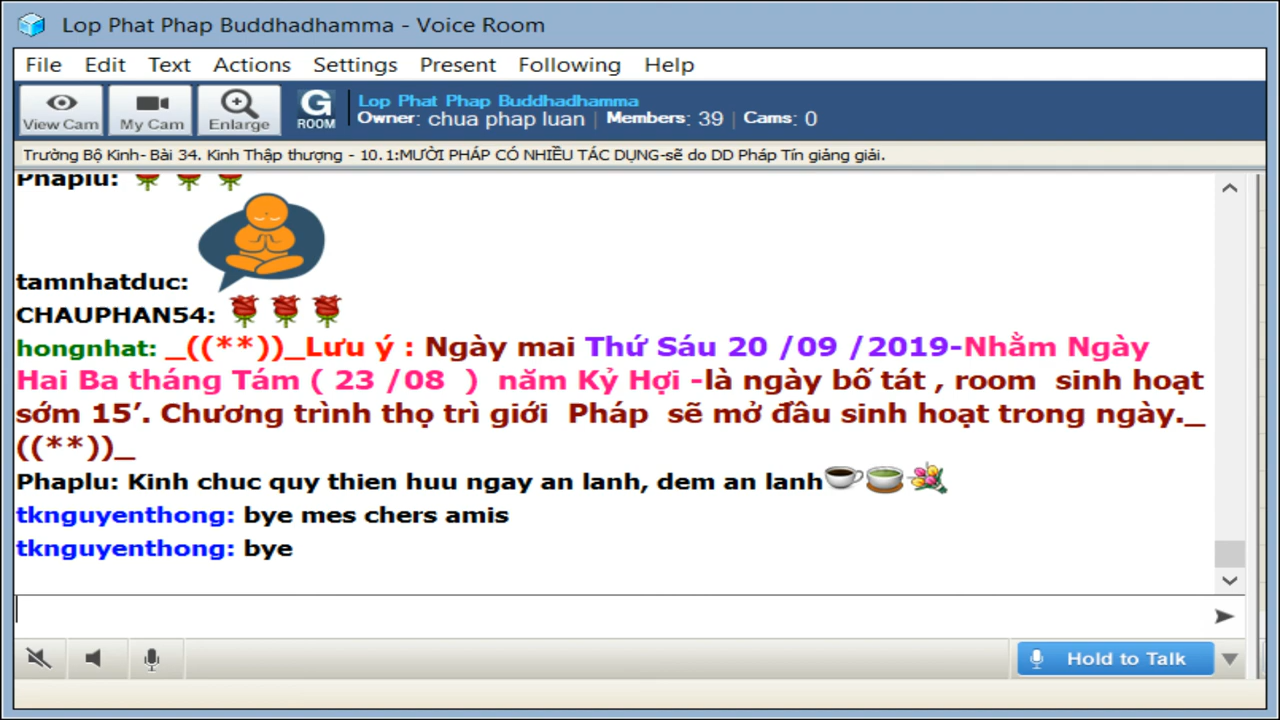 Lop Phat Phap Buddhadhamma - Voice Room
File Edit Text Actions Settings Present Following Help
View Cam My Cam Enlarge G ROOM Lop Phat Phap Buddhadhamma
Owner: chua phap luan | Members: 39 | Cams: 0
Trường Bộ Kinh- Bài 34. Kinh Thập thượng - 10.1:MƯỜI PHÁP CÓ NHIỀU TÁC DỤNG-sẽ do DD Pháp Tín giảng giải.
Phaplu:
tamnhatduc:
CHAUPHAN54:
hongnhat: _((**))_Lưu ý : Ngày mai Thứ Sáu 20 /09 /2019-Nhằm Ngày
Hai Ba tháng Tám ( 23 /08 ) năm Kỷ Hợi -là ngày bố tát , room sinh hoạt
sớm 15’. Chương trình thọ trì giới Pháp sẽ mở đầu sinh hoạt trong ngày._
((**))_
Phaplu: Kinh chuc quy thien huu ngay an lanh, dem an lanh
tknguyenthong: bye mes chers amis
tknguyenthong: bye
Hold to Talk